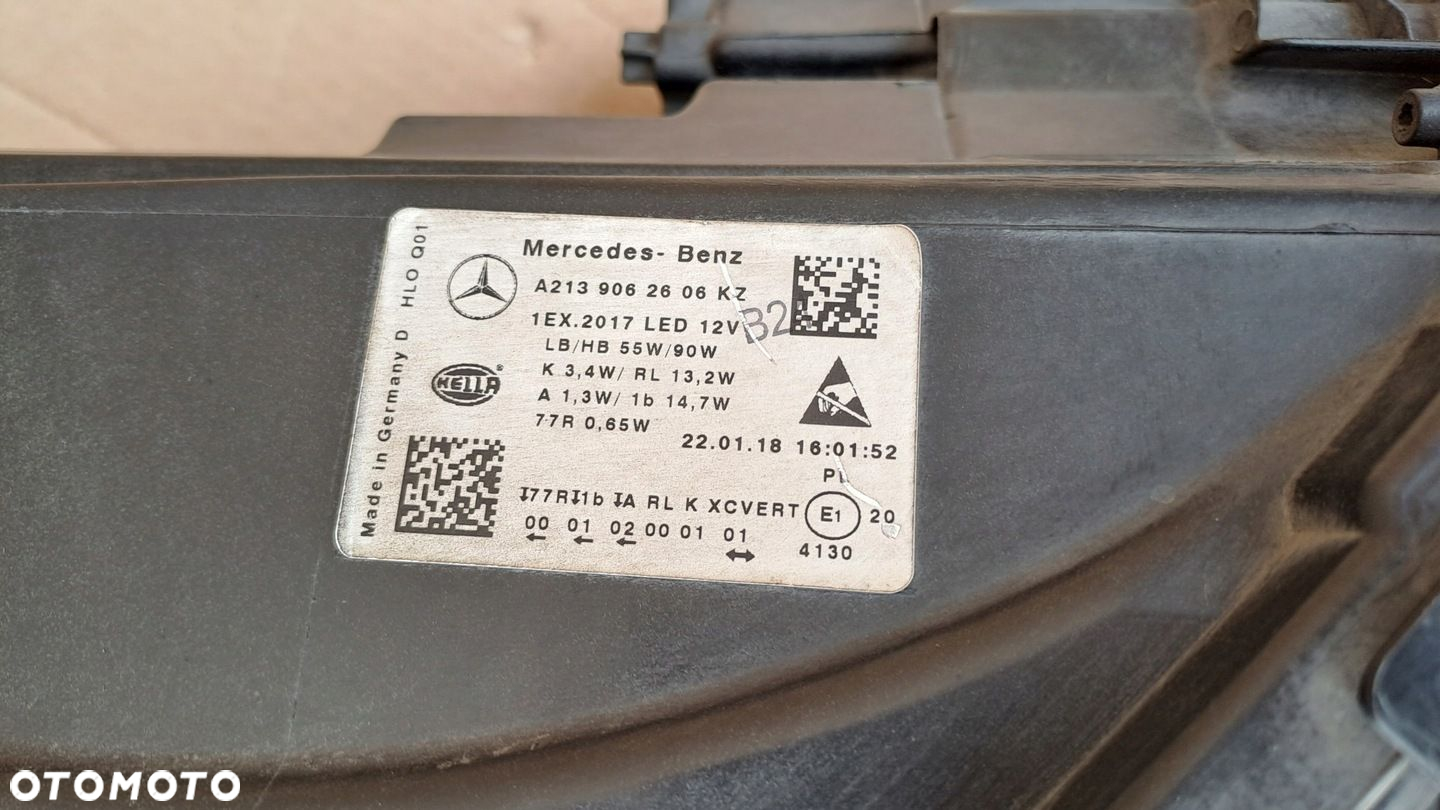 Mercedes- Benz
A213 906 26 06 KZ
1EX.2017 LED 12V
B2
LB/HB 55W/90W
K 3,4W/ RL 13,2W
A 1,3W/ 1b 14,7W
77R 0,65W
22.01.18 16:01:52
HELLA®
Made in Germany D HLO Q01
77R 1b A RL K XCVERT
E1
20
00 01 02 00 01 01
4130
OTOMOTO